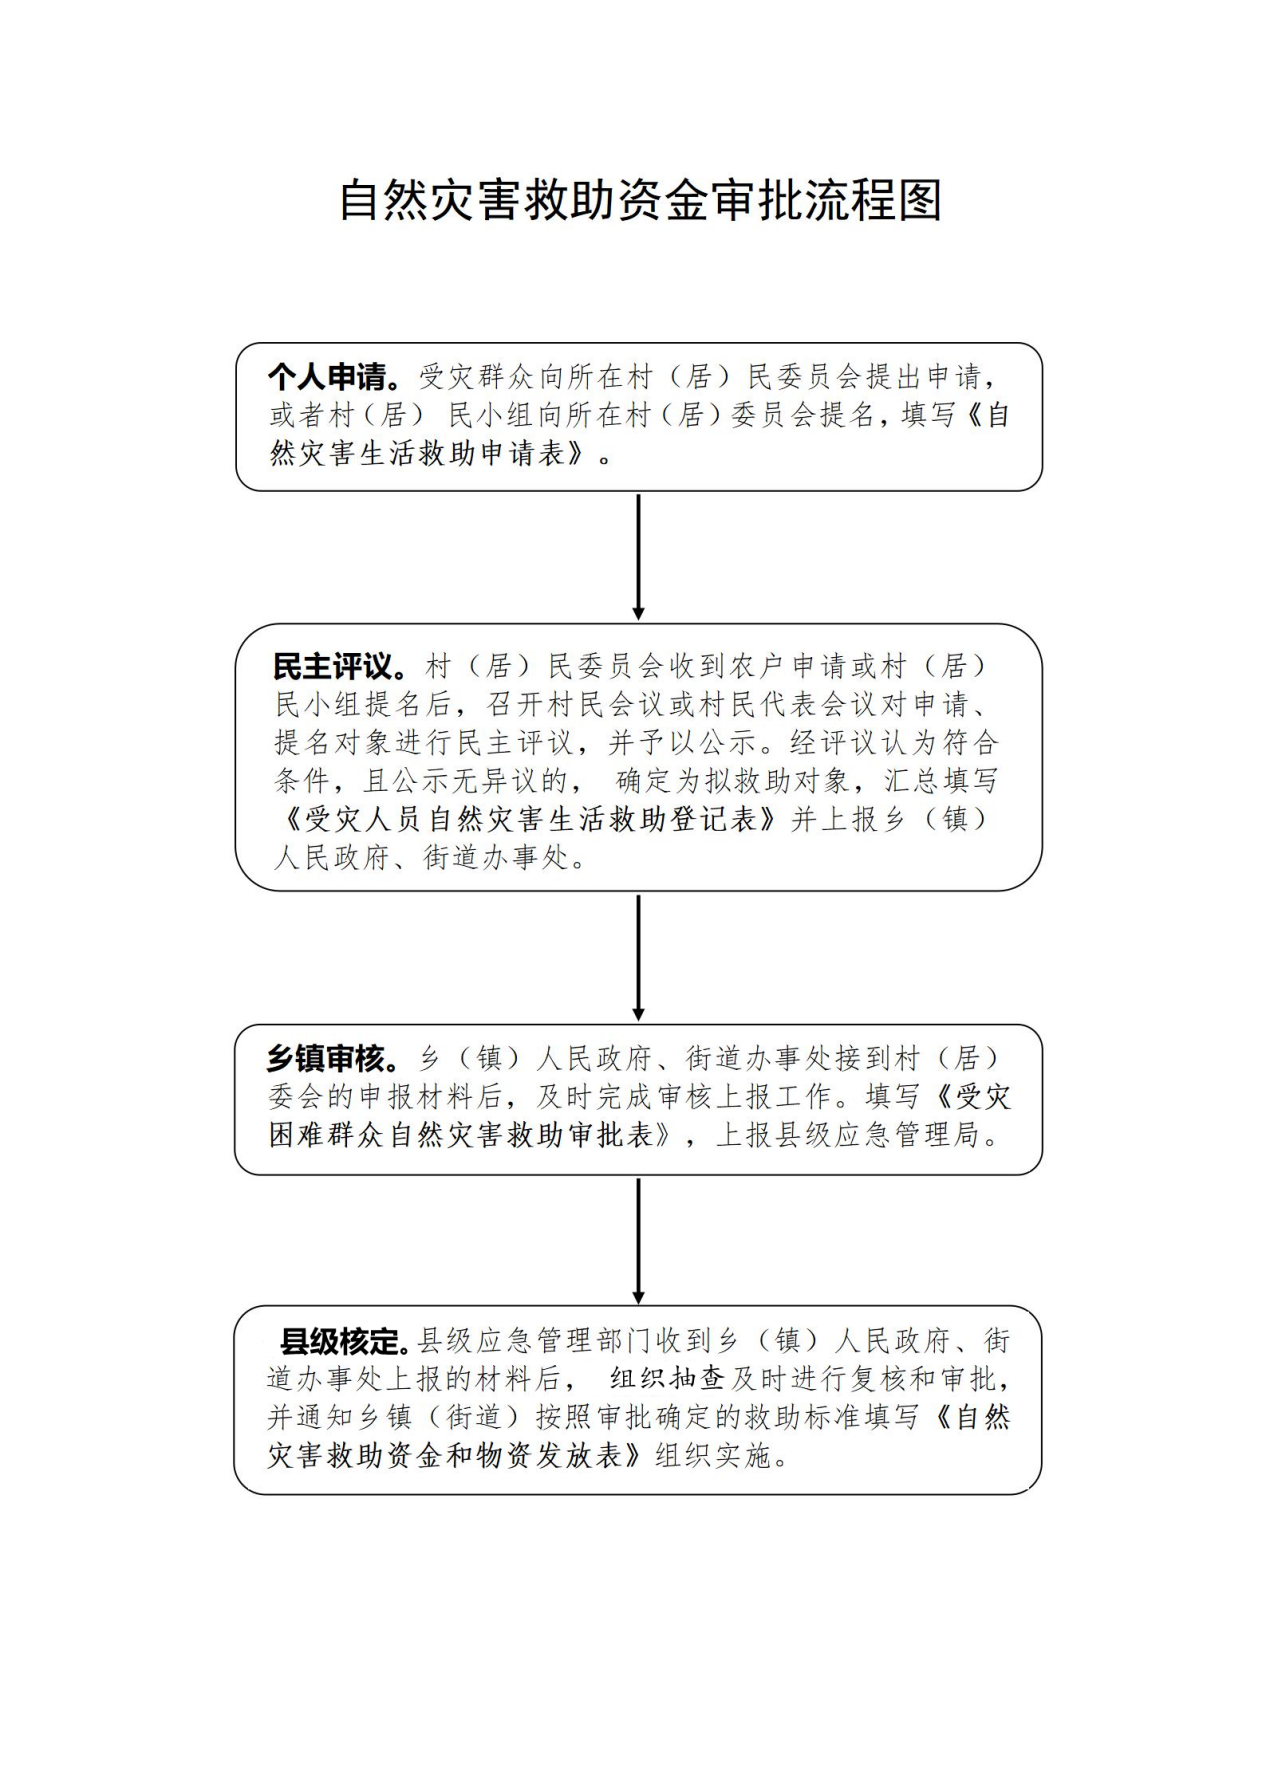 自然灾害救助资金审批流程图
个人申请。受灾群众向所在村（居）民委员会提出申请，
或者村（居） 民小组向所在村（居）委员会提名，填写《自
然灾害生活救助申请表》。
民主评议。村（居）民委员会收到农户申请或村（居）
民小组提名后，召开村民会议或村民代表会议对申请、
提名对象进行民主评议，并予以公示。经评议认为符合
条件，且公示无异议的， 确定为拟救助对象，汇总填写
《受灾人员自然灾害生活救助登记表》并上报乡（镇）
人民政府、街道办事处。
乡镇审核。乡（镇）人民政府、街道办事处接到村（居）
委会的申报材料后，及时完成审核上报工作。填写《受灾
困难群众自然灾害救助审批表》，上报县级应急管理局。
县级核定。县级应急管理部门收到乡（镇）人民政府、街
道办事处上报的材料后， 组织抽查及时进行复核和审批，
并通知乡镇（街道）按照审批确定的救助标准填写《自然
灾害救助资金和物资发放表》组织实施。